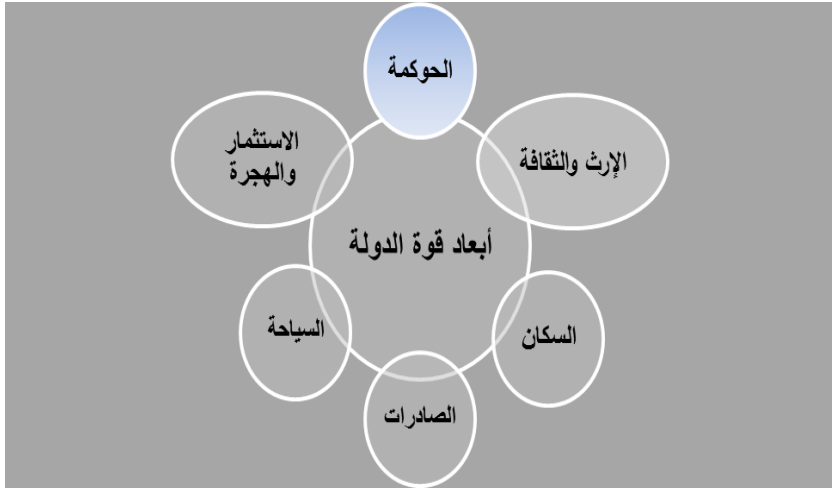 الحوكمة
الإرث والثقافة
الاستثمار
والهجرة
أبعاد قوة الدولة
السكان
السياحة
الصادرات